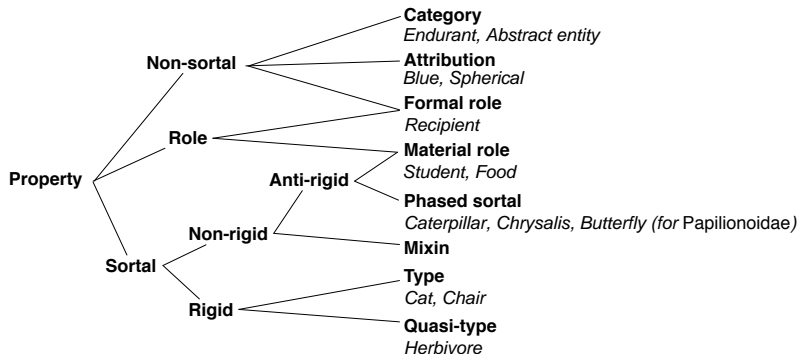 Category
Endurant, Abstract entity
Non-sortal
Attribution
Blue, Spherical
Formal role
Recipient
Role
Material role
Student, Food
Property
Anti-rigid
Phased sortal
Caterpillar, Chrysalis, Butterfly (for Papilionoidae)
Non-rigid
Mixin
Sortal
Type
Cat, Chair
Rigid
Quasi-type
Herbivore